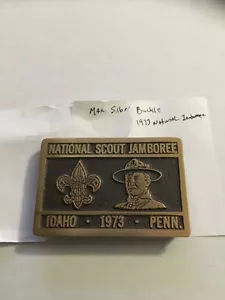 Max Silber Buckle
1973 National Jamboree
NATIONAL SCOUT JAMBOREE
IDAHO · 1973 · PENN.